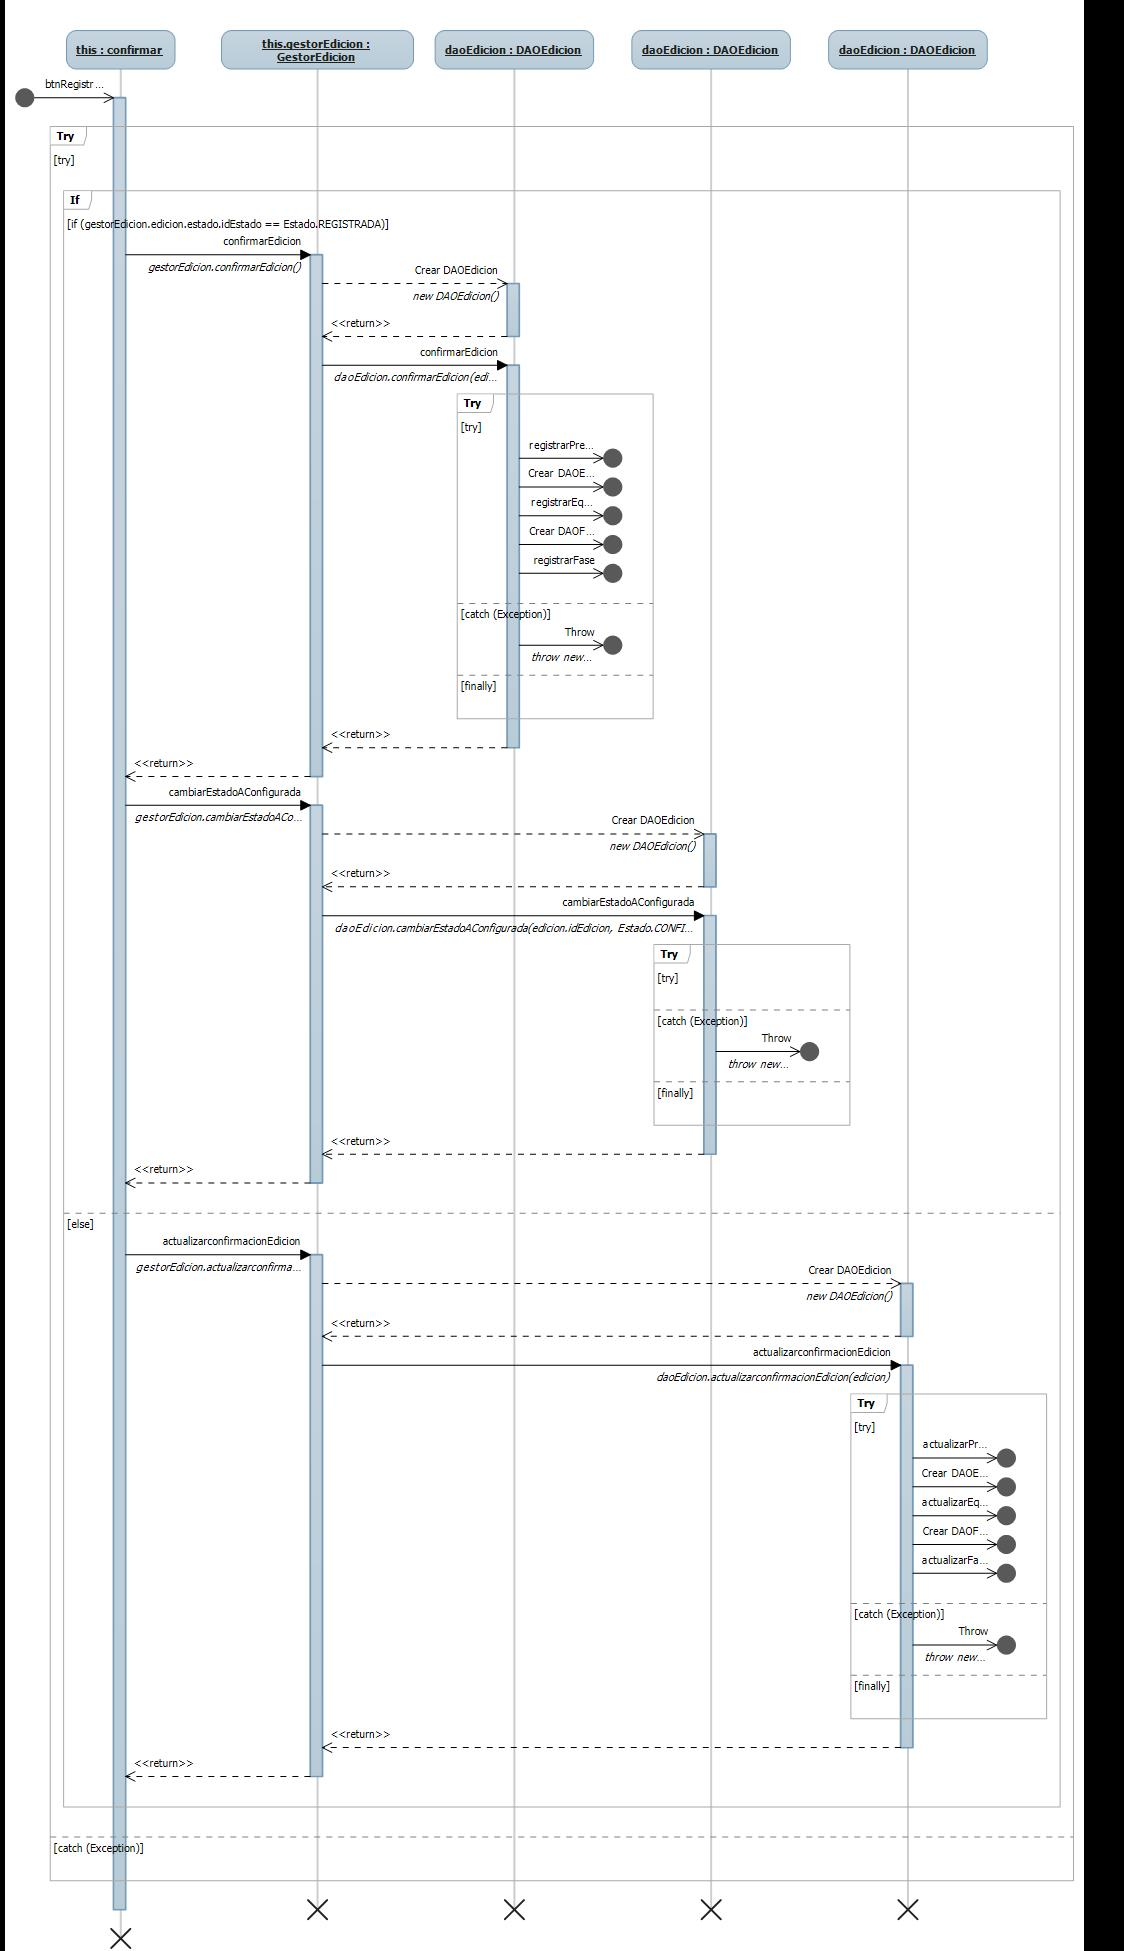 this : confirmar
this.gestorEdicion :
GestorEdicion
daoEdicion : DAOEdicion
daoEdicion : DAOEdicion
daoEdicion : DAOEdicion
btnRegistr...
Try
[try]
If
[if (gestorEdicion.edicion.estado.idEstado == Estado.REGISTRADA)]
confirmarEdicion
gestorEdicion.confirmarEdicion()
Crear DAOEdicion
new DAOEdicion()
<<return>>
confirmarEdicion
daoEdicion.confirmarEdicion(edi...
Try
[try]
registrarPre...
Crear DAOE...
registrarEq...
Crear DAOF...
registrarFase
[catch (Exception)]
Throw
throw new...
[finally]
<<return>>
<<return>>
cambiarEstadoAConfigurada
gestorEdicion.cambiarEstadoACo...
Crear DAOEdicion
new DAOEdicion()
<<return>>
cambiarEstadoAConfigurada
daoEdicion.cambiarEstadoAConfigurada(edicion.idEdicion, Estado.CONFI...
Try
[try]
[catch (Exception)]
Throw
throw new...
[finally]
<<return>>
<<return>>
[else]
actualizarconfirmacionEdicion
gestorEdicion.actualizarconfirma...
Crear DAOEdicion
new DAOEdicion()
<<return>>
actualizarconfirmacionEdicion
daoEdicion.actualizarconfirmacionEdicion(edicion)
Try
[try]
actualizarPr...
Crear DAOE...
actualizarEq...
Crear DAOF...
actualizarFa...
[catch (Exception)]
Throw
throw new...
[finally]
<<return>>
<<return>>
[catch (Exception)]